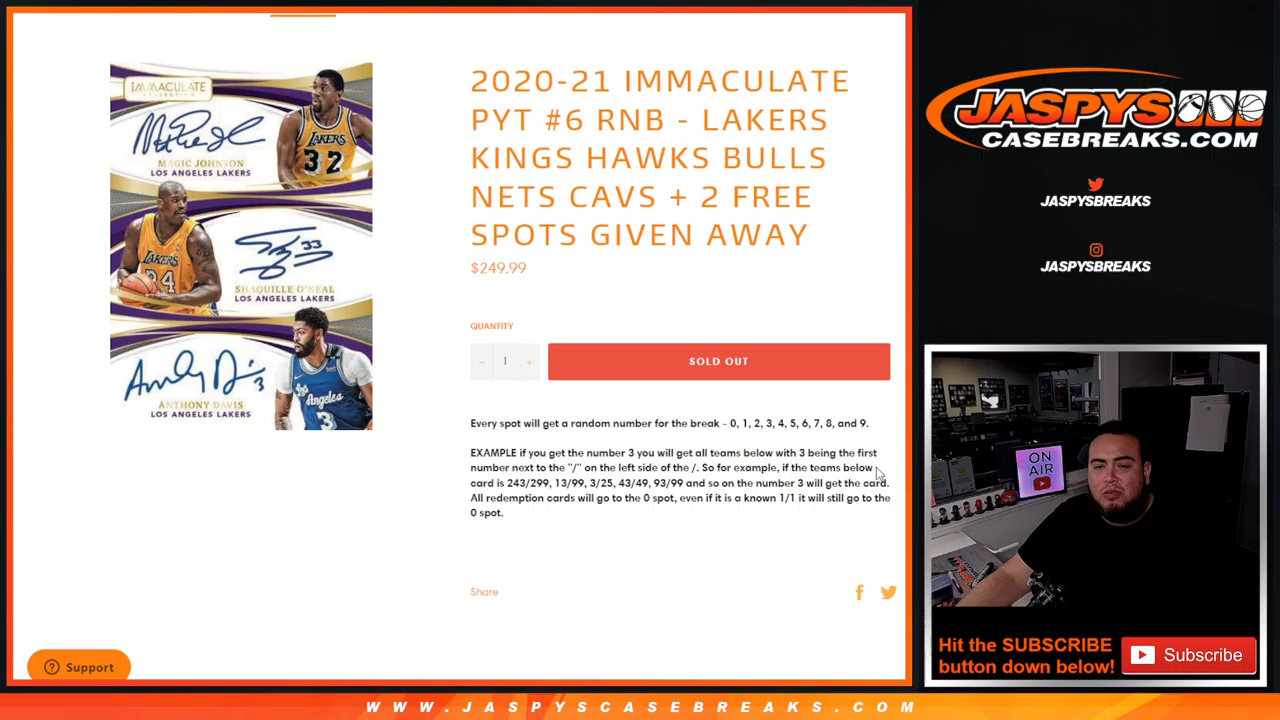 IMMACULATE
COLLECTION
32
LAKERS
MAGIC JOHNSON
LOS ANGELES LAKERS
LAKERS
34
33
SHAQUILLE O'NEAL
LOS ANGELES LAKERS
3
Los Angeles
3
ANTHONY DAVIS
LOS ANGELES LAKERS
2020-21 IMMACULATE
PYT #6 RNB - LAKERS
KINGS HAWKS BULLS
NETS CAVS + 2 FREE
SPOTS GIVEN AWAY
$249.99
QUANTITY
− 1 +
SOLD OUT
Every spot will get a random number for the break - 0, 1, 2, 3, 4, 5, 6, 7, 8, and 9.
EXAMPLE if you get the number 3 you will get all teams below with 3 being the first
number next to the "/" on the left side of the /. So for example, if the teams below
card is 243/299, 13/99, 3/25, 43/49, 93/99 and so on the number 3 will get the card.
All redemption cards will go to the 0 spot, even if it is a known 1/1 it will still go to the
0 spot.
Share
Support
JASPYS
CASEBREAKS.COM
JASPYSBREAKS
JASPYSBREAKS
ON
AIR
Hit the SUBSCRIBE
button down below!
Subscribe
WWW.JASPYSCASEBREAKS.COM